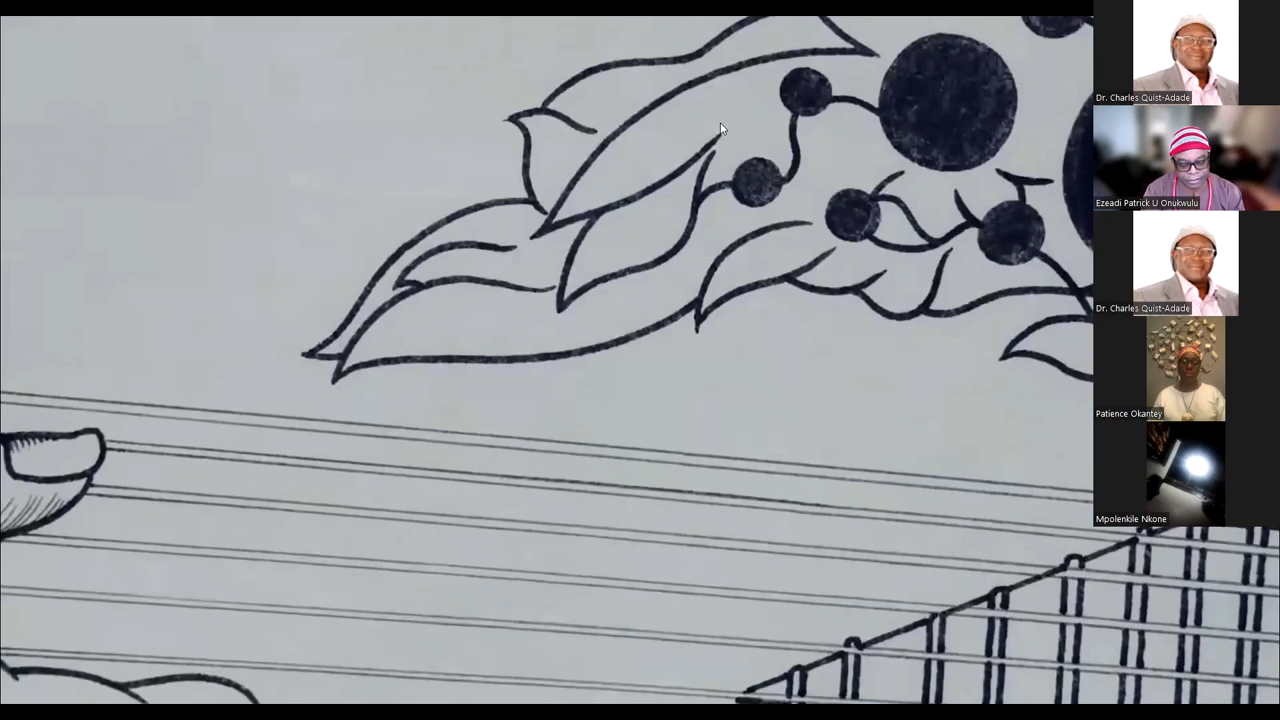 Dr. Charles Quist-Adade
Ezeadi Patrick U Onukwulu
Dr. Charles Quist-Adade
Patience Okantey
Mpolenkile Nkone